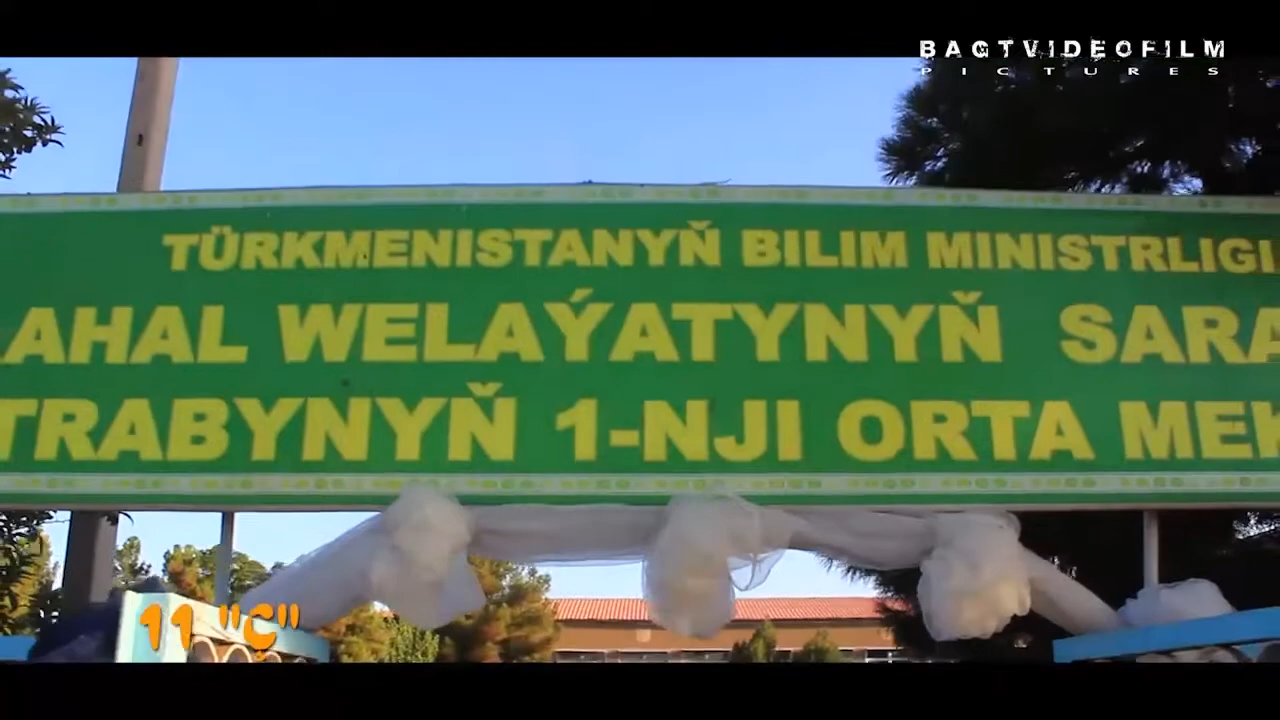 BAGTVIDEOFILM
PICTURES
TÜRKMENISTANYŇ BILIM MINISTRLIGI
AHAL WELAÝATYNYŇ SARA
TRABYNYŇ 1-NJI ORTA MEK
11 "Ç"